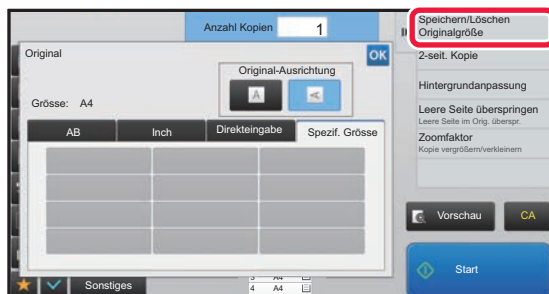 Anzahl Kopien 1
Speichern/Löschen
Originalgröße
Original
OK
2-seit. Kopie
Original-Ausrichtung
A A
Hintergrundanpassung
Grösse: A4
Leere Seite überspringen
Leere Seite im Orig. überspr.
AB Inch Direkteingabe Spezif. Grösse
Zoomfaktor
Kopie vergrößern/verkleinern
Vorschau CA
Start
Sonstiges
3 A4
4 A4